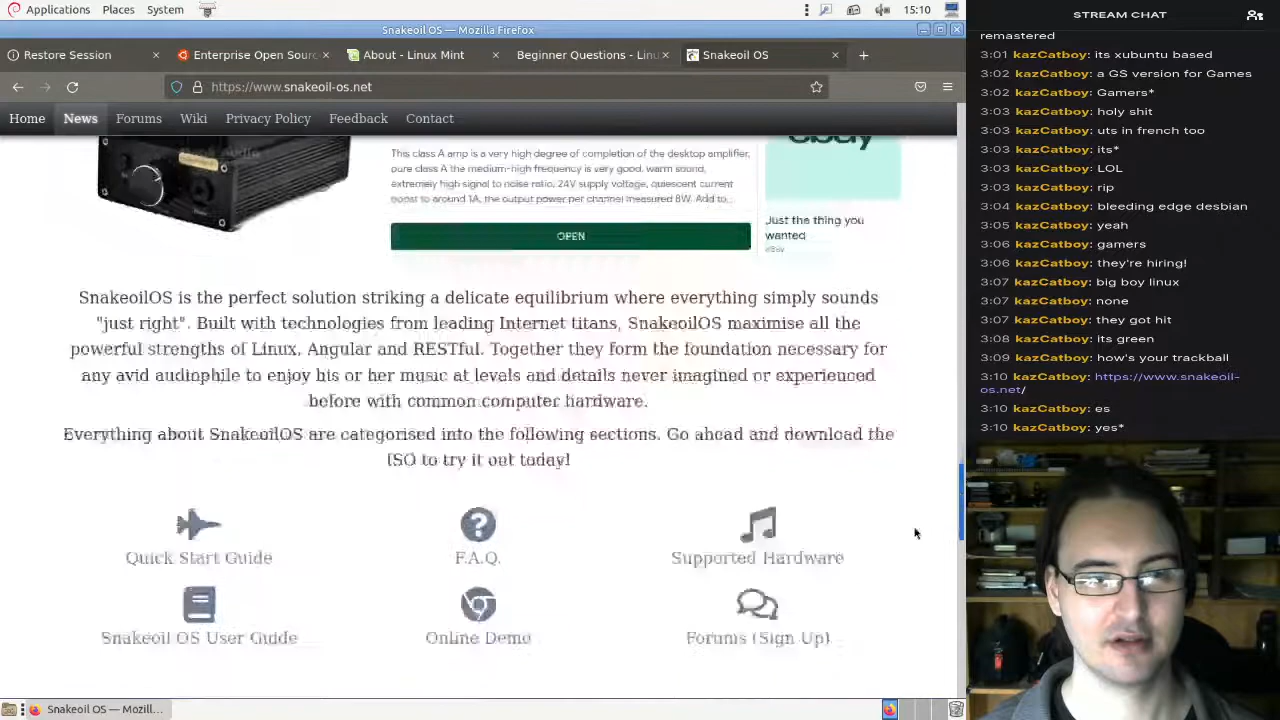 Applications Places System 15:10
Snakeoil OS — Mozilla Firefox
Restore Session
Enterprise Open Sourc
About - Linux Mint
Beginner Questions - Linu
Snakeoil OS
https://www.snakeoil-os.net
Home News Forums Wiki Privacy Policy Feedback Contact
This class A amp is a very high degree of completion of the desktop amplifier,
pure class A the medium-high frequency is very good, warm sound,
extremely high signal to noise ratio, 24V supply voltage, quiescent current
boost to around 1A, the output power per channel measured 8W. Add to...
OPEN
ebay
Just the thing you
wanted
eBay
SnakeoilOS is the perfect solution striking a delicate equilibrium where everything simply sounds
"just right". Built with technologies from leading Internet titans, SnakeoilOS maximise all the
powerful strengths of Linux, Angular and RESTful. Together they form the foundation necessary for
any avid audiophile to enjoy his or her music at levels and details never imagined or experienced
before with common computer hardware.
Everything about SnakeoilOS are categorised into the following sections. Go ahead and download the
ISO to try it out today!
Quick Start Guide
F.A.Q.
Supported Hardware
Snakeoil OS User Guide
Online Demo
Forums (Sign Up)
Snakeoil OS — Mozill...
STREAM CHAT
remastered
3:01 kazCatboy: its xubuntu based
3:02 kazCatboy: a GS version for Games
3:02 kazCatboy: Gamers*
3:03 kazCatboy: holy shit
3:03 kazCatboy: uts in french too
3:03 kazCatboy: its*
3:03 kazCatboy: LOL
3:03 kazCatboy: rip
3:04 kazCatboy: bleeding edge desbian
3:05 kazCatboy: yeah
3:06 kazCatboy: gamers
3:06 kazCatboy: they're hiring!
3:07 kazCatboy: big boy linux
3:07 kazCatboy: none
3:07 kazCatboy: they got hit
3:08 kazCatboy: its green
3:09 kazCatboy: how's your trackball
3:10 kazCatboy: https://www.snakeoil-
os.net/
3:10 kazCatboy: es
3:10 kazCatboy: yes*